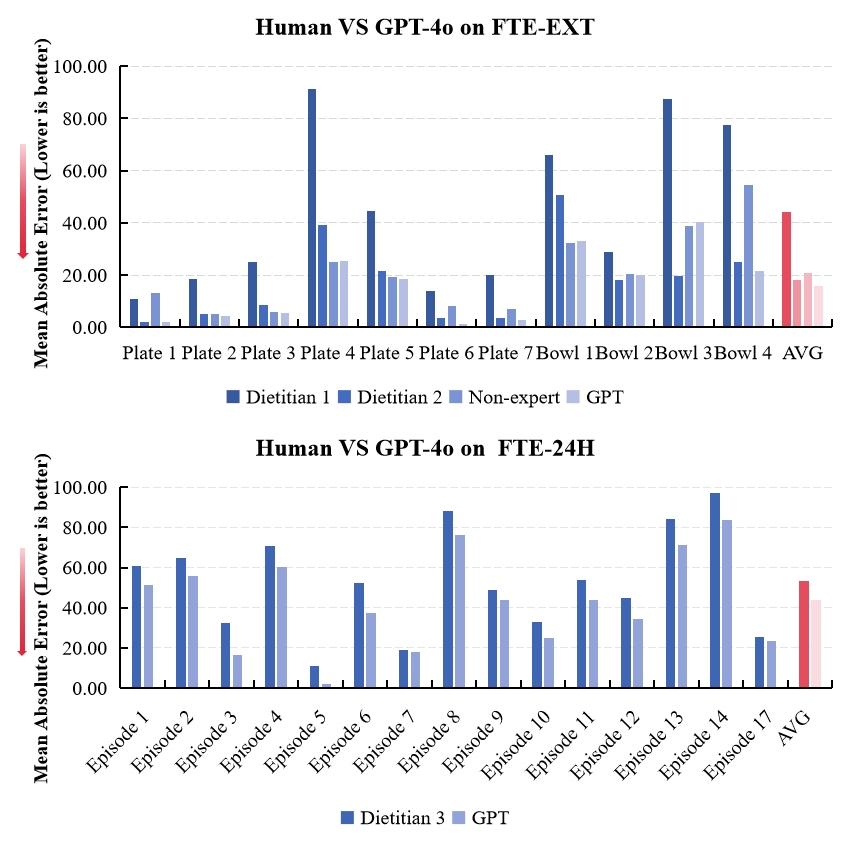 Human VS GPT-4o on FTE-EXT
Mean Absolute Error (Lower is better)
100.00
80.00
60.00
40.00
20.00
0.00
Plate 1 Plate 2 Plate 3 Plate 4 Plate 5 Plate 6 Plate 7 Bowl 1 Bowl 2 Bowl 3 Bowl 4 AVG
Dietitian 1 Dietitian 2 Non-expert GPT
Human VS GPT-4o on  FTE-24H
Mean Absolute Error (Lower is better)
100.00
80.00
60.00
40.00
20.00
0.00
Episode 1
Episode 2
Episode 3
Episode 4
Episode 5
Episode 6
Episode 7
Episode 8
Episode 9
Episode 10
Episode 11
Episode 12
Episode 13
Episode 14
Episode 17
AVG
Dietitian 3 GPT